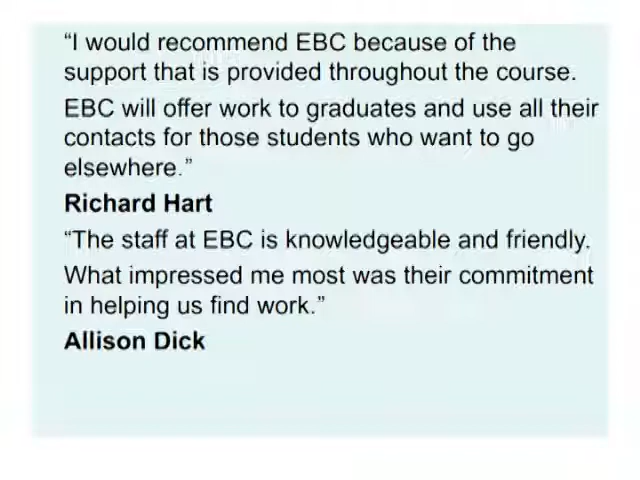 “I would recommend EBC because of the
support that is provided throughout the course.
EBC will offer work to graduates and use all their
contacts for those students who want to go
elsewhere.”
Richard Hart
“The staff at EBC is knowledgeable and friendly.
What impressed me most was their commitment
in helping us find work.”
Allison Dick